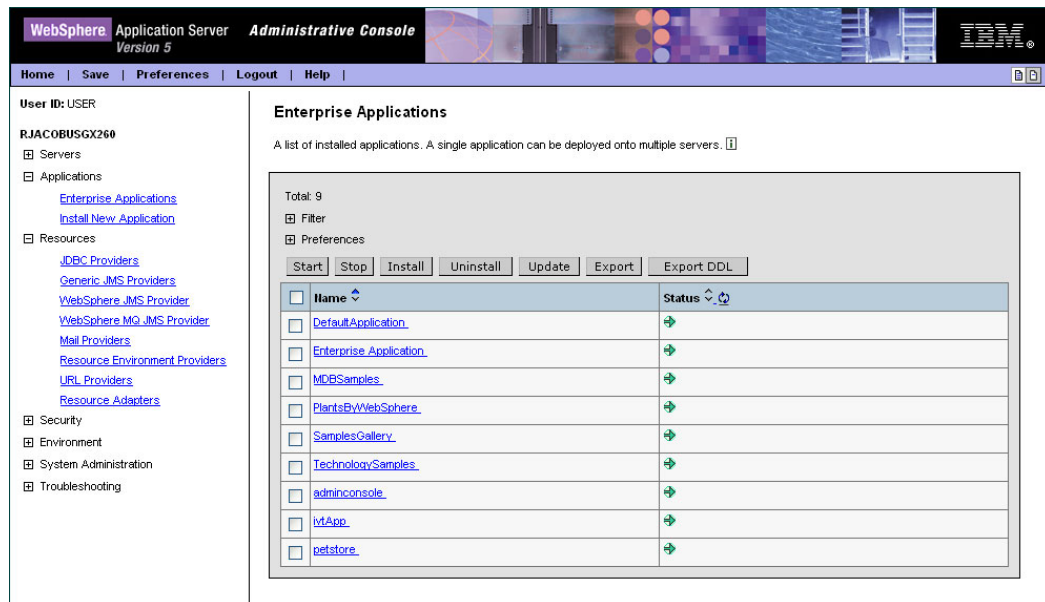 WebSphere Application Server Administrative Console
Version 5
IBM®
Home | Save | Preferences | Logout | Help |
User ID: USER
RJACOBUSGX260
Servers
Applications
Enterprise Applications
Install New Application
Resources
JDBC Providers
Generic JMS Providers
WebSphere JMS Provider
WebSphere MQ JMS Provider
Mail Providers
Resource Environment Providers
URL Providers
Resource Adapters
Security
Environment
System Administration
Troubleshooting
Enterprise Applications
A list of installed applications. A single application can be deployed onto multiple servers. i
Total: 9
Filter
Preferences
Start Stop Install Uninstall Update Export Export DDL
Name Status
DefaultApplication
Enterprise Application
MDBSamples
PlantsByWebSphere
SamplesGallery
TechnologySamples
adminconsole
ivtApp
petstore